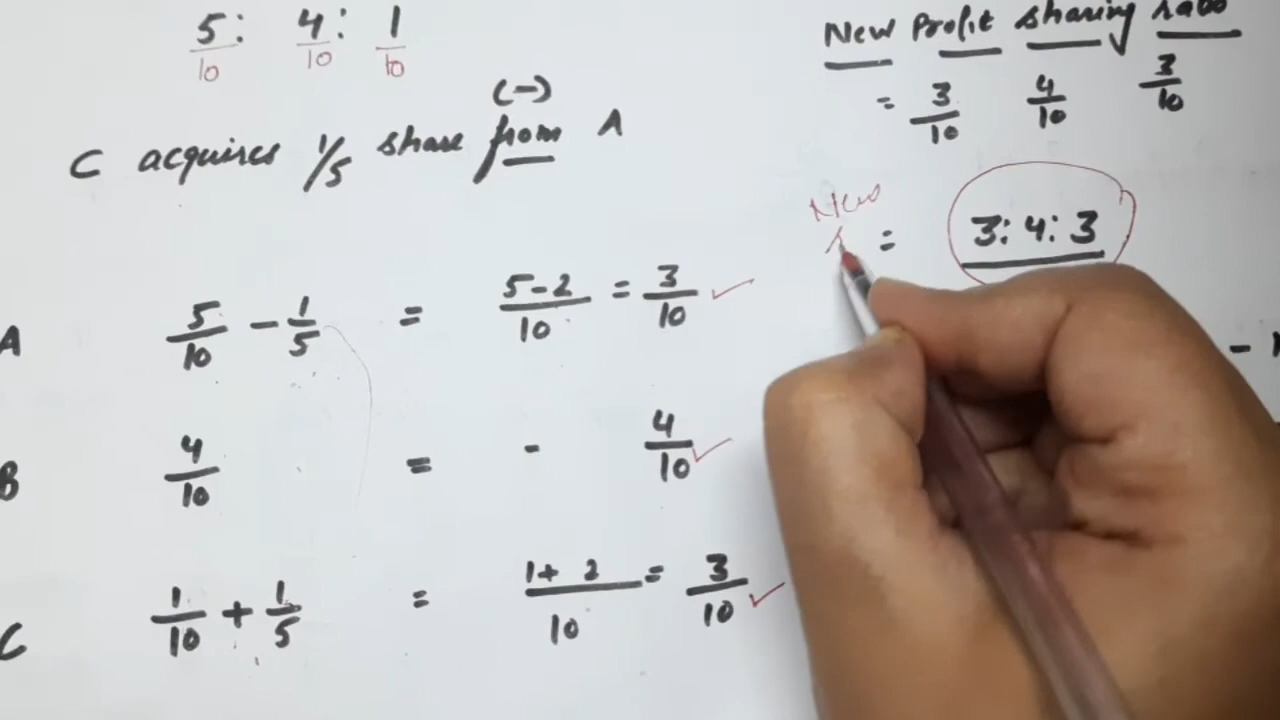 5/10 : 4/10 : 1/10
(-)
C acquires 1/5 share from A
A 5/10 - 1/5 = 5-2/10 = 3/10 ✓
B 4/10 = - 4/10 ✓
C 1/10 + 1/5 = 1+ 2/10 = 3/10 ✓
New Profit sharing ratio
= 3/10 4/10 3/10
New
= 3:4:3